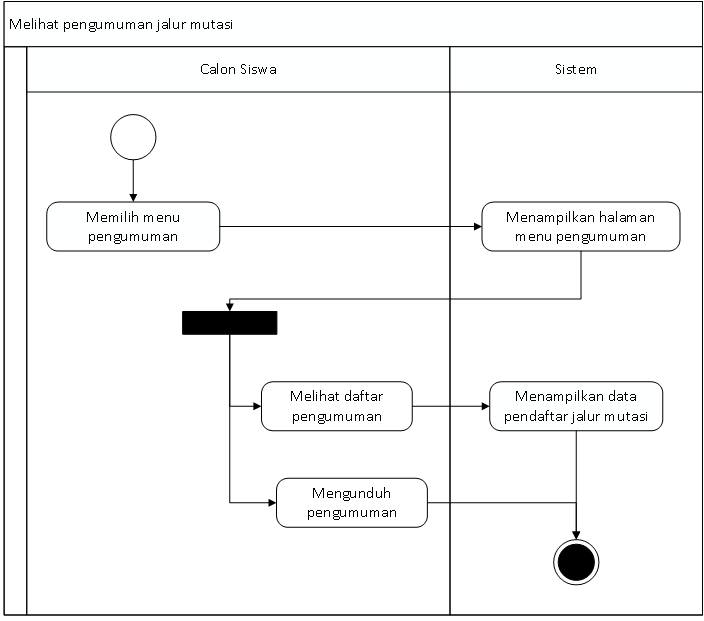 Melihat pengumuman jalur mutasi
Calon Siswa
Sistem
Memilih menu
pengumuman
Menampilkan halaman
menu pengumuman
Melihat daftar
pengumuman
Menampilkan data
pendaftar jalur mutasi
Mengunduh
pengumuman